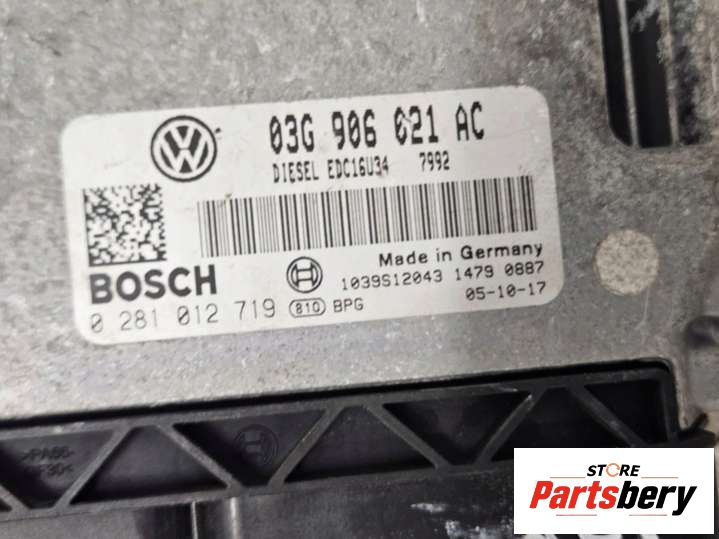 03G 906 021 AC
DIESEL EDC16U34 7992
Made in Germany
BOSCH
1039S12043 1479 0887
0 281 012 719 810 BPG
05-10-17
>PA66-
STORE
Partsbery